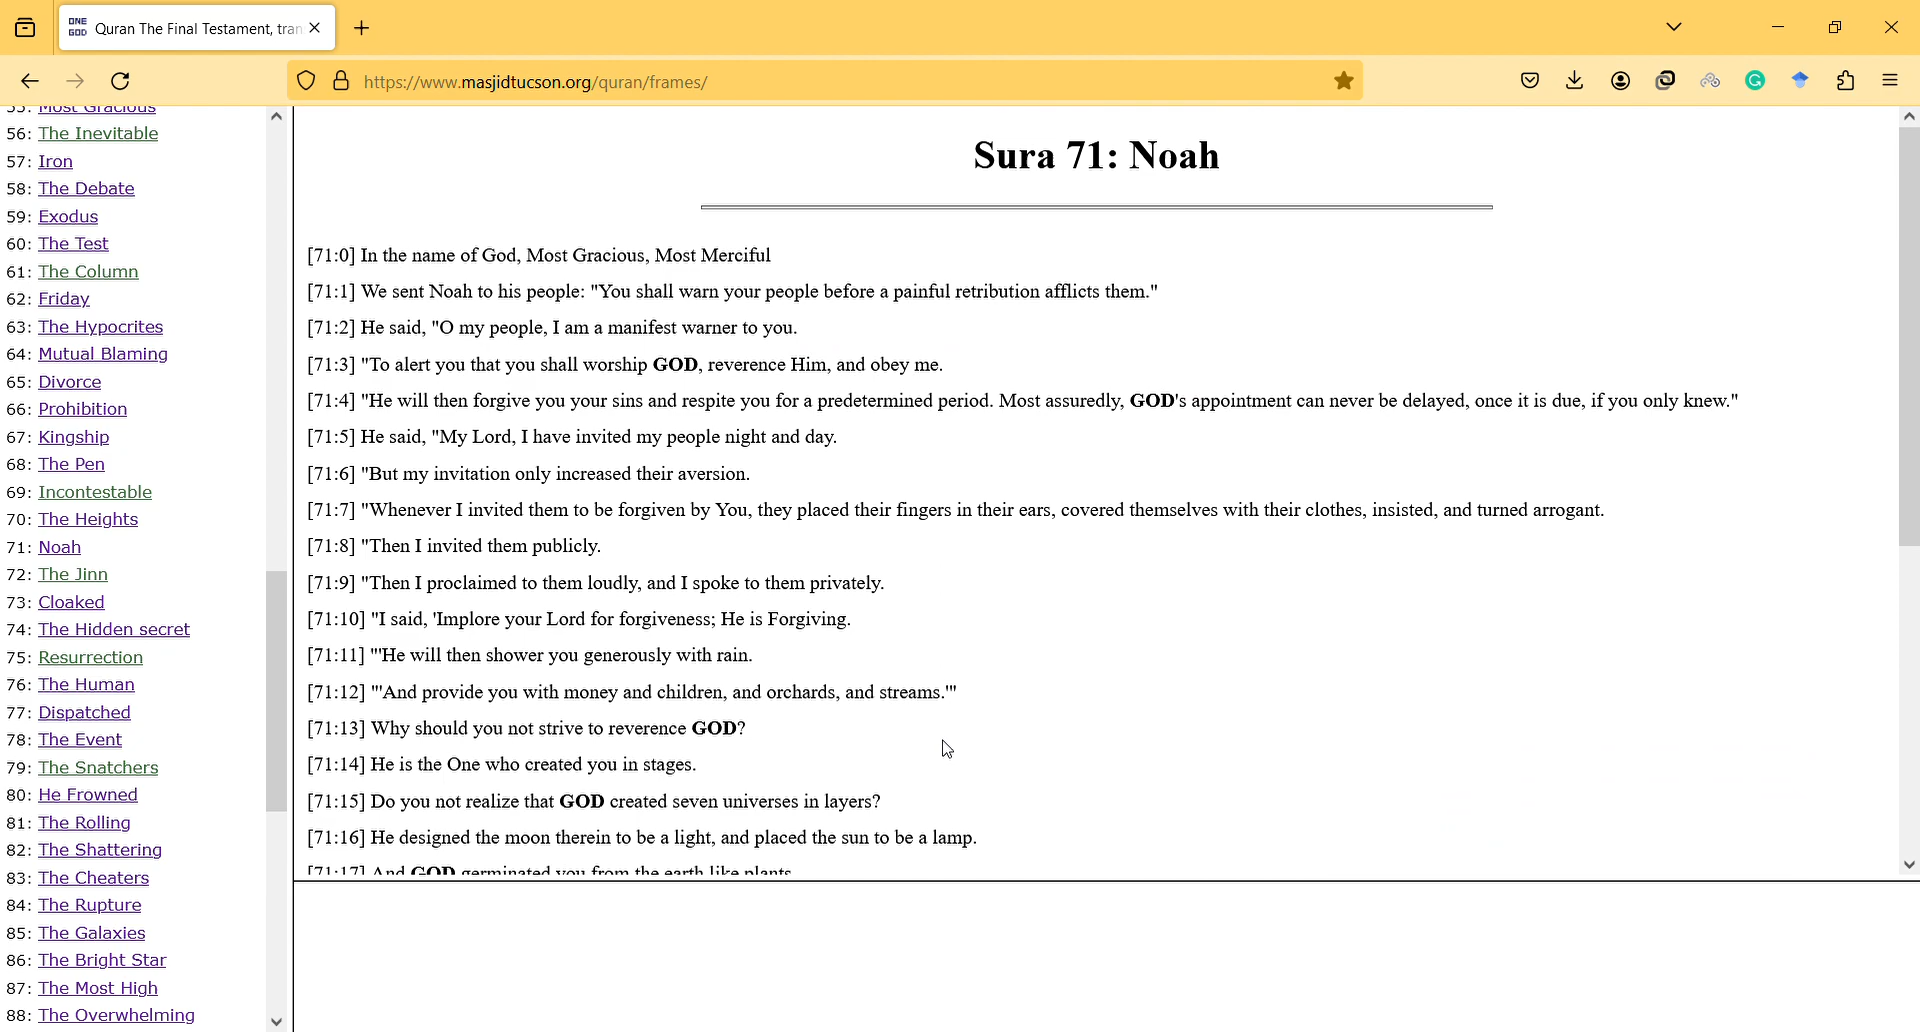 ONE
GOD
Quran The Final Testament, tran
https://www.masjidtucson.org/quran/frames/
55: Most Gracious
56: The Inevitable
57: Iron
58: The Debate
59: Exodus
60: The Test
61: The Column
62: Friday
63: The Hypocrites
64: Mutual Blaming
65: Divorce
66: Prohibition
67: Kingship
68: The Pen
69: Incontestable
70: The Heights
71: Noah
72: The Jinn
73: Cloaked
74: The Hidden secret
75: Resurrection
76: The Human
77: Dispatched
78: The Event
79: The Snatchers
80: He Frowned
81: The Rolling
82: The Shattering
83: The Cheaters
84: The Rupture
85: The Galaxies
86: The Bright Star
87: The Most High
88: The Overwhelming
Sura 71: Noah
[71:0] In the name of God, Most Gracious, Most Merciful
[71:1] We sent Noah to his people: "You shall warn your people before a painful retribution afflicts them."
[71:2] He said, "O my people, I am a manifest warner to you.
[71:3] "To alert you that you shall worship GOD, reverence Him, and obey me.
[71:4] "He will then forgive you your sins and respite you for a predetermined period. Most assuredly, GOD's appointment can never be delayed, once it is due, if you only knew."
[71:5] He said, "My Lord, I have invited my people night and day.
[71:6] "But my invitation only increased their aversion.
[71:7] "Whenever I invited them to be forgiven by You, they placed their fingers in their ears, covered themselves with their clothes, insisted, and turned arrogant.
[71:8] "Then I invited them publicly.
[71:9] "Then I proclaimed to them loudly, and I spoke to them privately.
[71:10] "I said, 'Implore your Lord for forgiveness; He is Forgiving.
[71:11] "'He will then shower you generously with rain.
[71:12] "'And provide you with money and children, and orchards, and streams.'"
[71:13] Why should you not strive to reverence GOD?
[71:14] He is the One who created you in stages.
[71:15] Do you not realize that GOD created seven universes in layers?
[71:16] He designed the moon therein to be a light, and placed the sun to be a lamp.
[71:17] And GOD germinated you from the earth like plants.